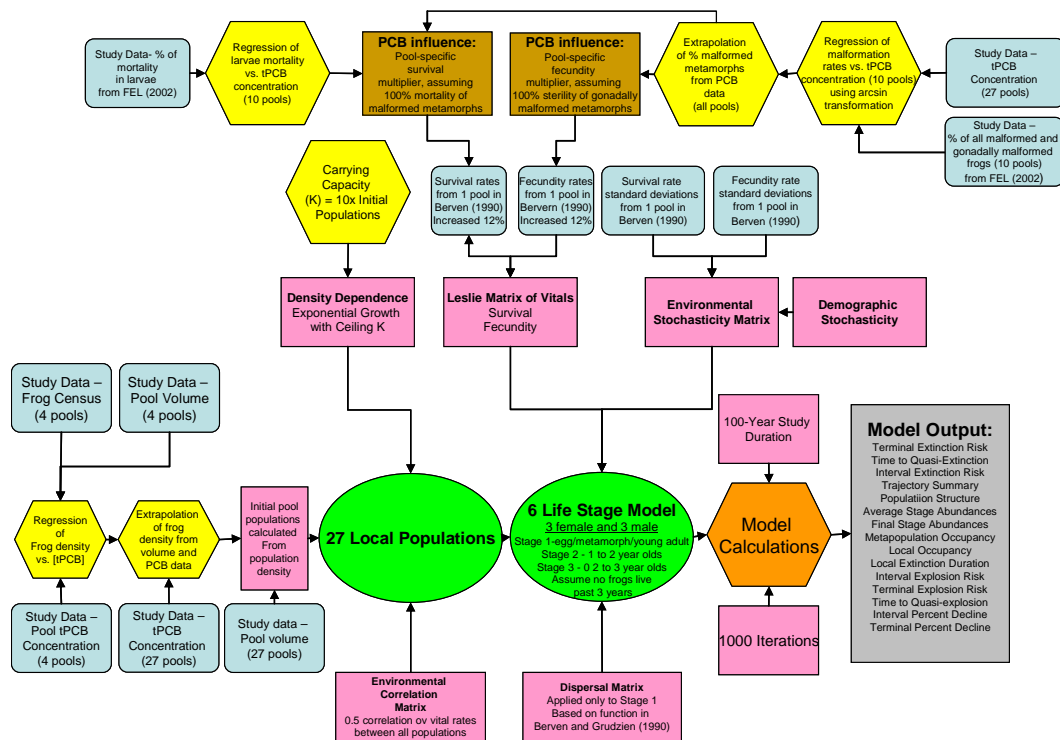 Study Data- % of
mortality
in larvae
from FEL (2002)
Regression of
larvae mortality
vs. tPCB
concentration
(10 pools)
PCB influence:
Pool-specific
survival
multiplier, assuming
100% mortality of
malformed metamorphs
PCB influence:
Pool-specific
fecundity
multiplier, assuming
100% sterility of gonadally
malformed metamorphs
Extrapolation
of % malformed
metamorphs
from PCB
data
(all pools)
Regression of
malformation
rates vs. tPCB
concentration (10 pools)
using arcsin
transformation
Study Data –
tPCB
Concentration
(27 pools)
Study Data –
% of all malformed and
gonadally malformed
frogs (10 pools)
from FEL (2002)
Carrying
Capacity
(K) = 10x Initial
Populations
Survival rates
from 1 pool in
Berven (1990)
Increased 12%
Fecundity rates
from 1 pool in
Bervern (1990)
Increased 12%
Survival rate
standard deviations
from 1 pool in
Berven (1990)
Fecundity rate
standard deviations
from 1 pool in
Berven (1990)
Density Dependence
Exponential Growth
with Ceiling K
Leslie Matrix of Vitals
Survival
Fecundity
Environmental
Stochasticity Matrix
Demographic
Stochasticity
Study Data –
Frog Census
(4 pools)
Study Data –
Pool Volume
(4 pools)
100-Year Study
Duration
Regression
of
Frog density
vs. [tPCB]
Extrapolation
of frog
density from
volume and
PCB data
Initial pool
populations
calculated
From
population
density
27 Local Populations
6 Life Stage Model
3 female and 3 male
Stage 1-egg/metamorph/young adult
Stage 2 - 1 to 2 year olds
Stage 3 - 0 2 to 3 year olds
Assume no frogs live
past 3 years
Model
Calculations
Model Output:
Terminal Extinction Risk
Time to Quasi-Extinction
Interval Extinction Risk
Trajectory Summary
Populatiion Structure
Average Stage Abundances
Final Stage Abundances
Metapopulation Occupancy
Local Occupancy
Local Extinction Duration
Interval Explosion Risk
Terminal Explosion Risk
Time to Quasi-explosion
Interval Percent Decline
Terminal Percent Decline
Study Data –
Pool tPCB
Concentration
(4 pools)
Study Data –
tPCB
Concentration
(27 pools)
Study data –
Pool volume
(27 pools)
1000 Iterations
Environmental
Correlation
Matrix
0.5 correlation ov vital rates
between all populations
Dispersal Matrix
Applied only to Stage 1
Based on function in
Berven and Grudzien (1990)